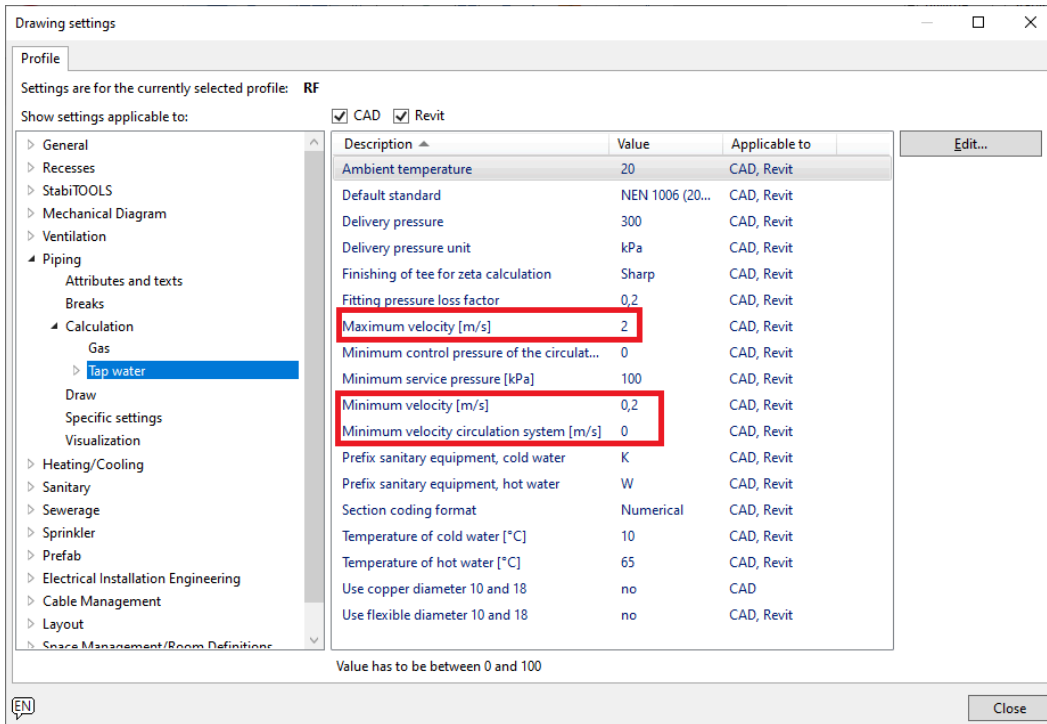 Drawing settings
Profile
Settings are for the currently selected profile: RF
Show settings applicable to: CAD Revit
General
Recesses
StabiTOOLS
Mechanical Diagram
Ventilation
Piping
Attributes and texts
Breaks
Calculation
Gas
Tap water
Draw
Specific settings
Visualization
Heating/Cooling
Sanitary
Sewerage
Sprinkler
Prefab
Electrical Installation Engineering
Cable Management
Layout
Space Management/Room Definitions
Description Value Applicable to
Ambient temperature 20 CAD, Revit
Default standard NEN 1006 (20... CAD, Revit
Delivery pressure 300 CAD, Revit
Delivery pressure unit kPa CAD, Revit
Finishing of tee for zeta calculation Sharp CAD, Revit
Fitting pressure loss factor 0,2 CAD, Revit
Maximum velocity [m/s] 2 CAD, Revit
Minimum control pressure of the circulat... 0 CAD, Revit
Minimum service pressure [kPa] 100 CAD, Revit
Minimum velocity [m/s] 0,2 CAD, Revit
Minimum velocity circulation system [m/s] 0 CAD, Revit
Prefix sanitary equipment, cold water K CAD, Revit
Prefix sanitary equipment, hot water W CAD, Revit
Section coding format Numerical CAD, Revit
Temperature of cold water [°C] 10 CAD, Revit
Temperature of hot water [°C] 65 CAD, Revit
Use copper diameter 10 and 18 no CAD
Use flexible diameter 10 and 18 no CAD, Revit
Edit...
Value has to be between 0 and 100
EN
Close